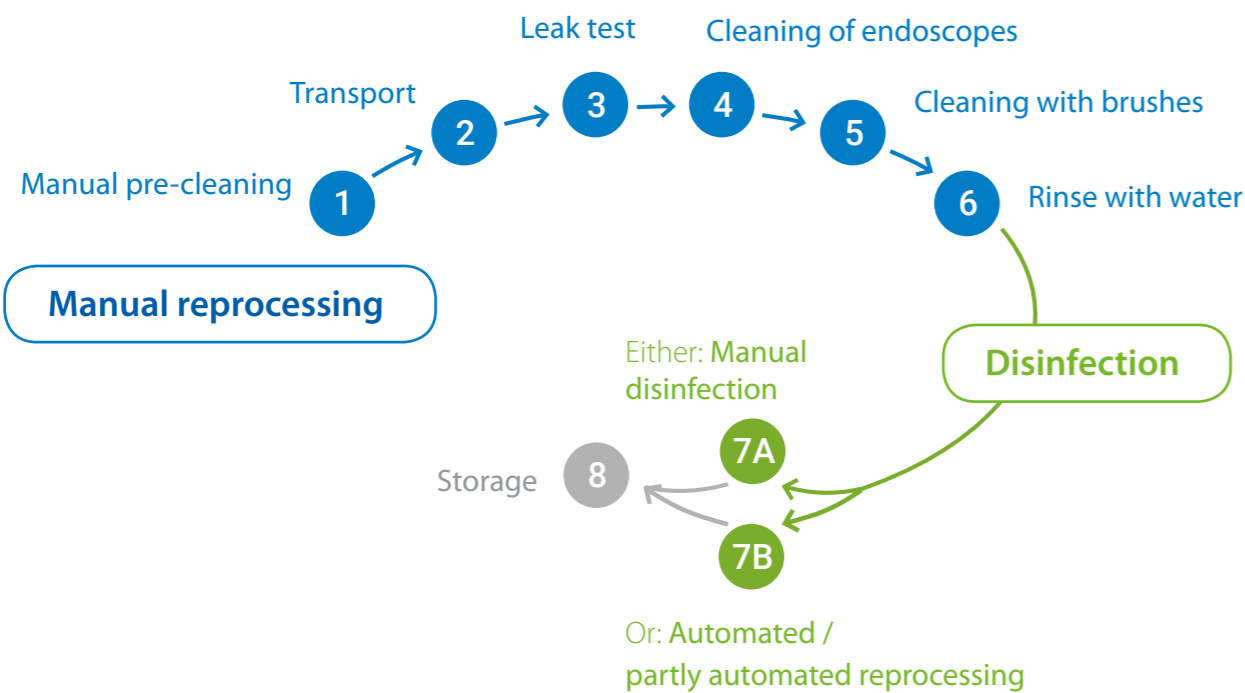 Leak test
Cleaning of endoscopes
Transport
3
4
Cleaning with brushes
2
5
Manual pre-cleaning
1
6
Rinse with water
Manual reprocessing
Disinfection
Either: Manual
disinfection
7A
Storage
8
7B
Or: Automated /
partly automated reprocessing